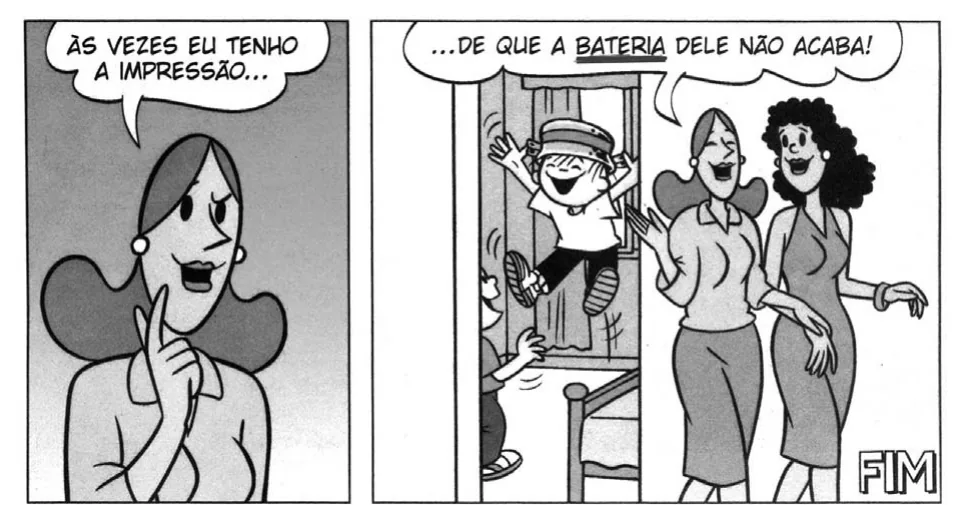 ÀS VEZES EU TENHO
A IMPRESSÃO...
...DE QUE A BATERIA DELE NÃO ACABA!
FIM